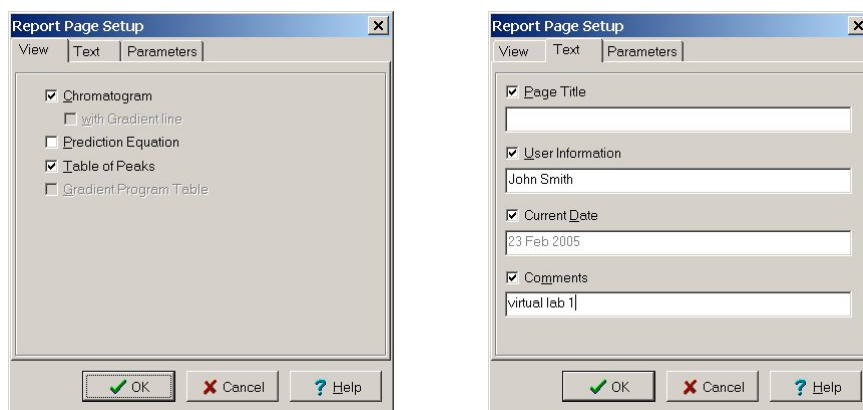 Report Page Setup
View Text Parameters
Chromatogram
with Gradient line
Prediction Equation
Table of Peaks
Gradient Program Table
OK Cancel Help
Report Page Setup
View Text Parameters
Page Title
User Information
John Smith
Current Date
23 Feb 2005
Comments
virtual lab 1
OK Cancel Help